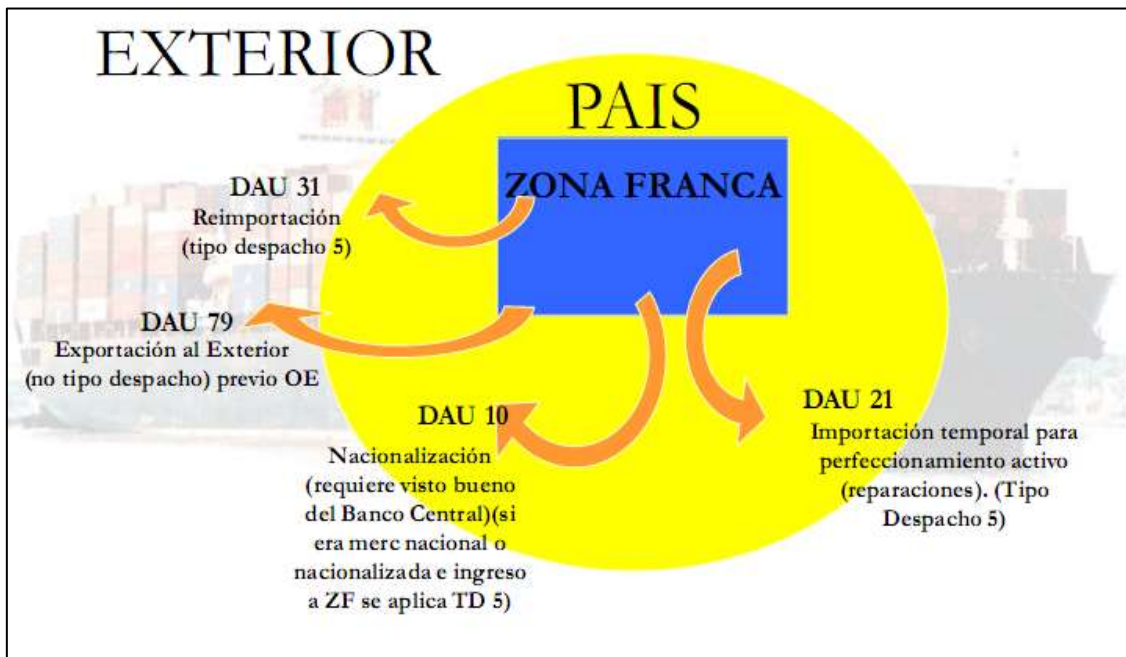 EXTERIOR
PAIS
ZONA FRANCA
DAU 31
Reimportación
(tipo despacho 5)
DAU 79
Exportación al Exterior
(no tipo despacho) previo OE
DAU 10
Nacionalización
(requiere visto bueno
del Banco Central)(si
era merc nacional o
nacionalizada e ingreso
a ZF se aplica TD 5)
DAU 21
Importación temporal para
perfeccionamiento activo
(reparaciones). (Tipo
Despacho 5)